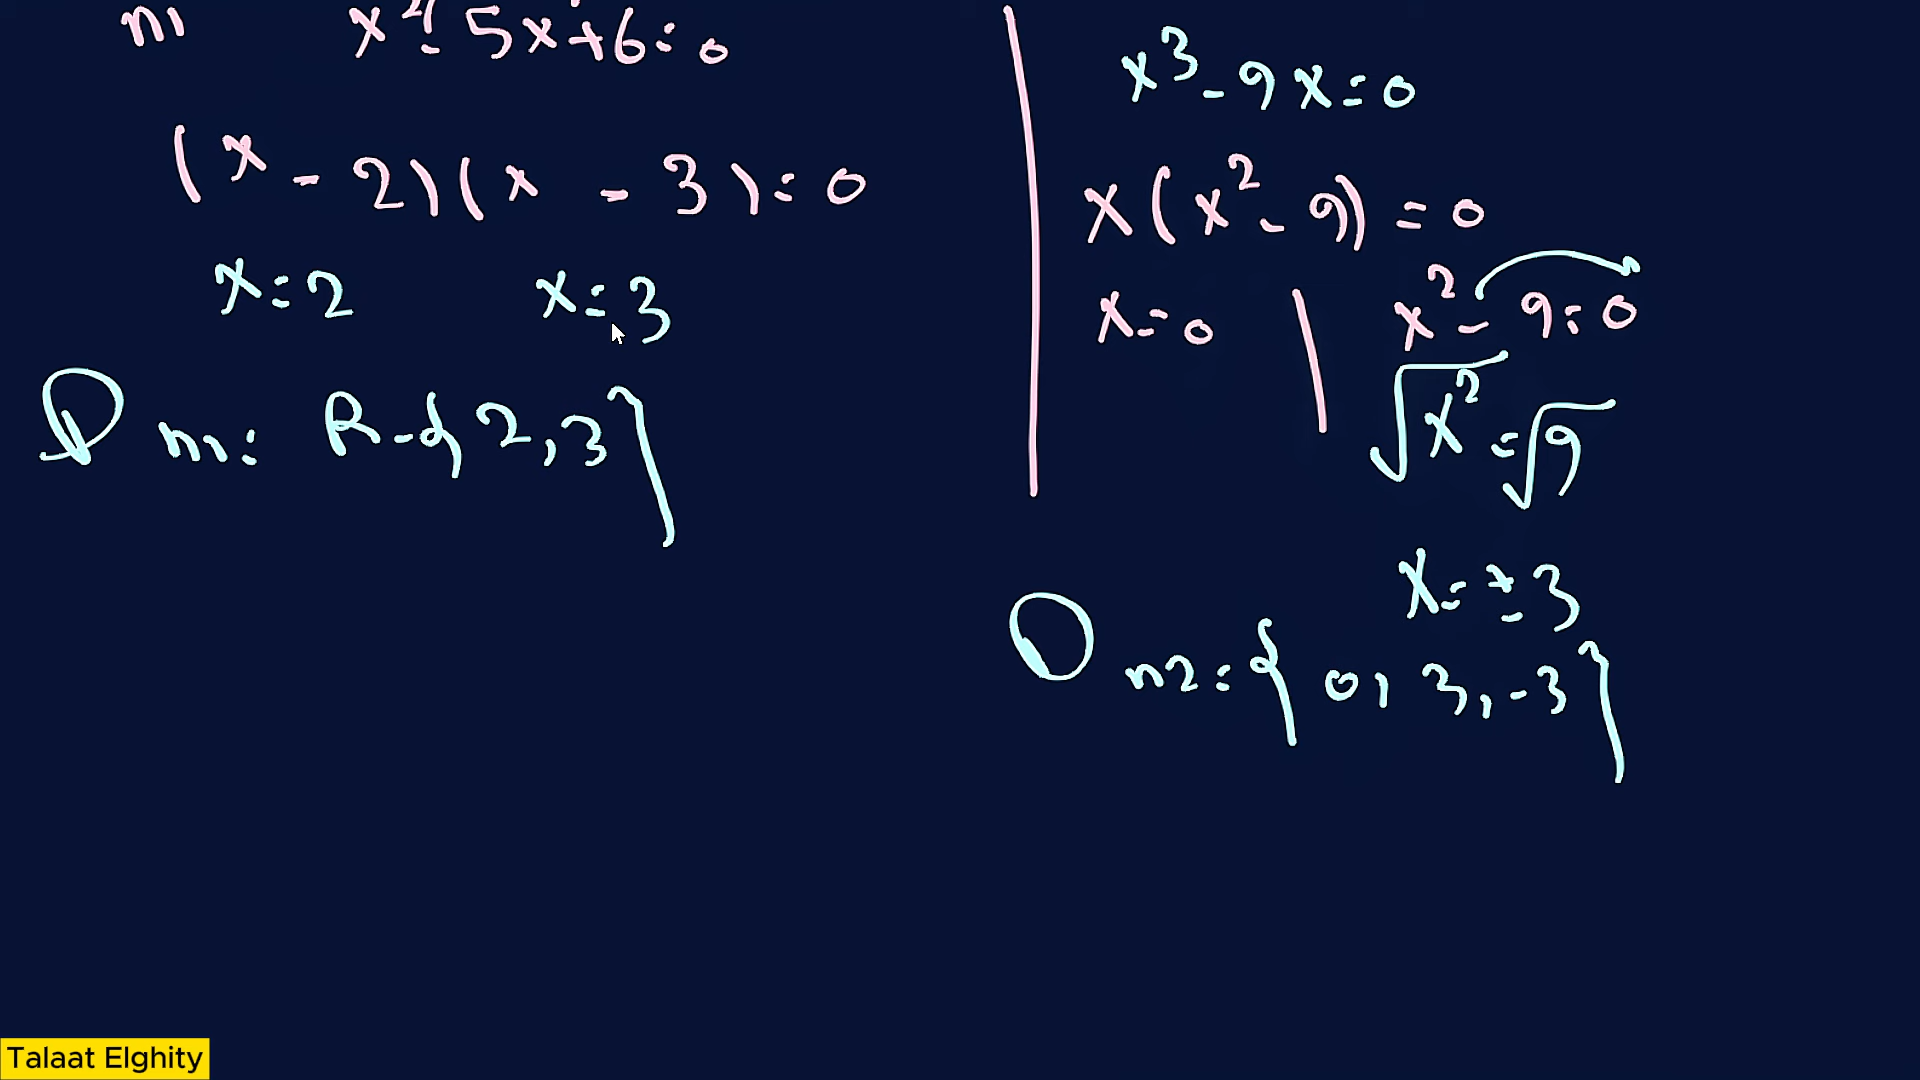 n1 x² - 5x + 6 = 0
(x - 2)(x - 3) = 0
x = 2 x = 3
D n1 = R - {2, 3}
x³ - 9x = 0
x(x² - 9) = 0
x = 0 | x² - 9 = 0
√x² = √9
x = ±3
D n2 = { 0, 3, -3 }
Talaat Elghity